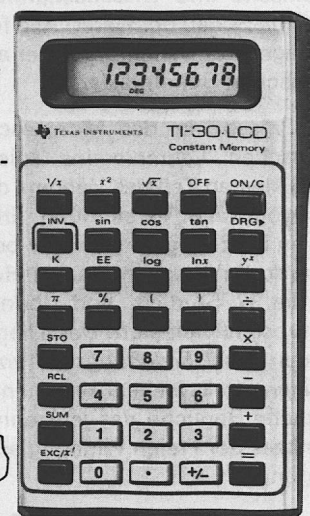 12345678
DEG
TEXAS INSTRUMENTS TI-30-LCD
Constant Memory
1/x x² √x OFF ON/C
INV sin cos tan DRG▶
K EE log lnx yˣ
π % ( ) ÷
STO ×
7 8 9
RCL −
4 5 6
SUM +
1 2 3
EXC/x! =
0 · +/−